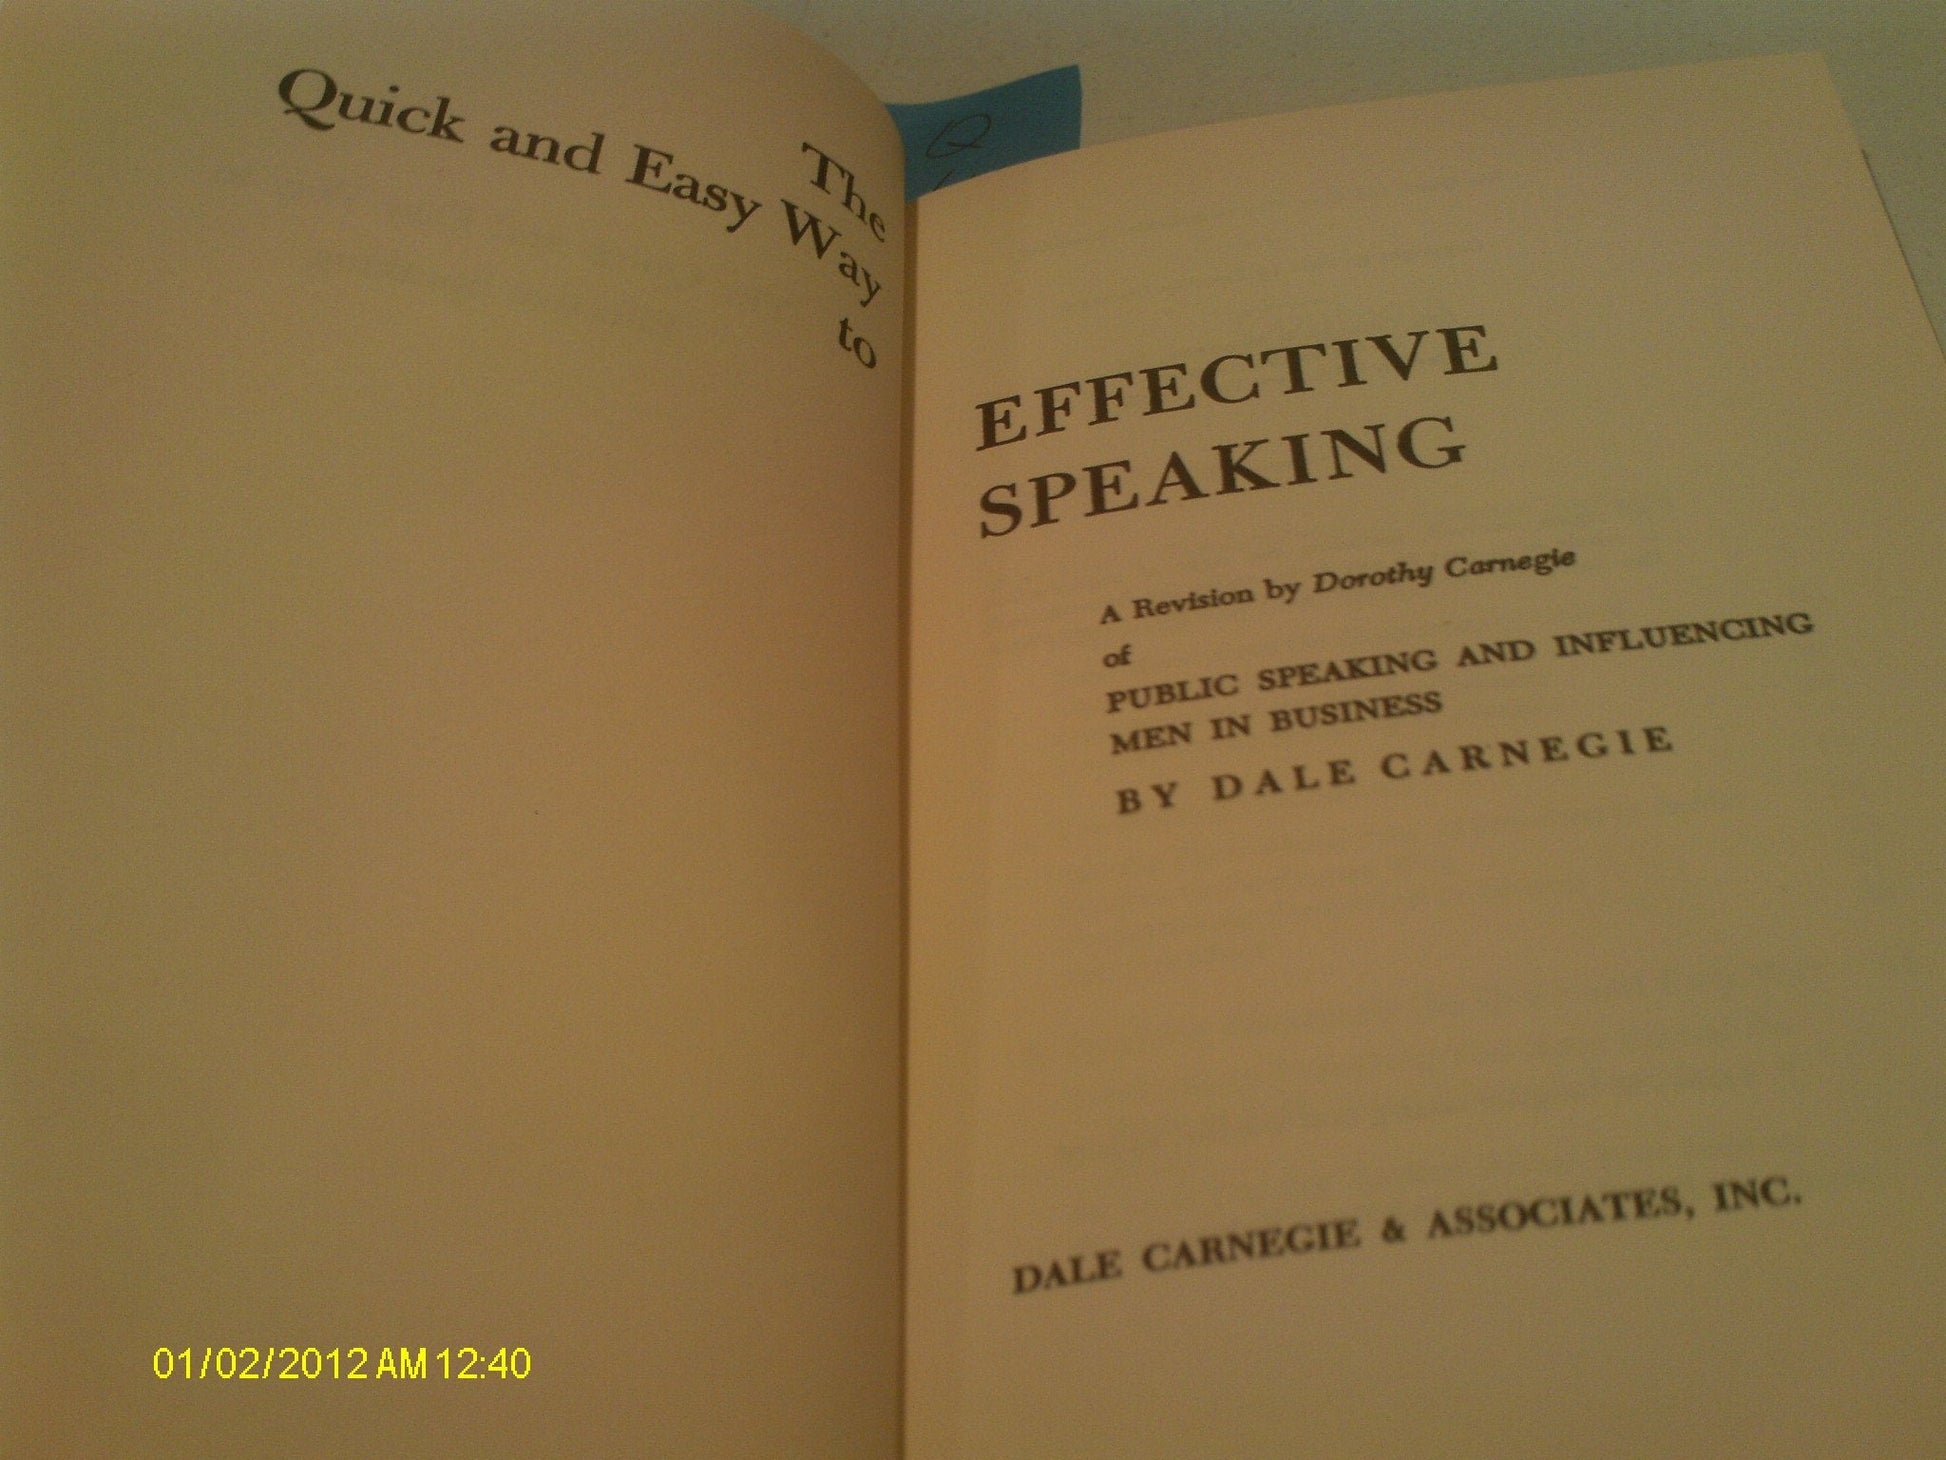 The
Quick and Easy Way
to
EFFECTIVE
SPEAKING
A Revision by Dorothy Carnegie
of
PUBLIC SPEAKING AND INFLUENCING
MEN IN BUSINESS
BY DALE CARNEGIE
DALE CARNEGIE & ASSOCIATES, INC.
01/02/2012 AM 12:40